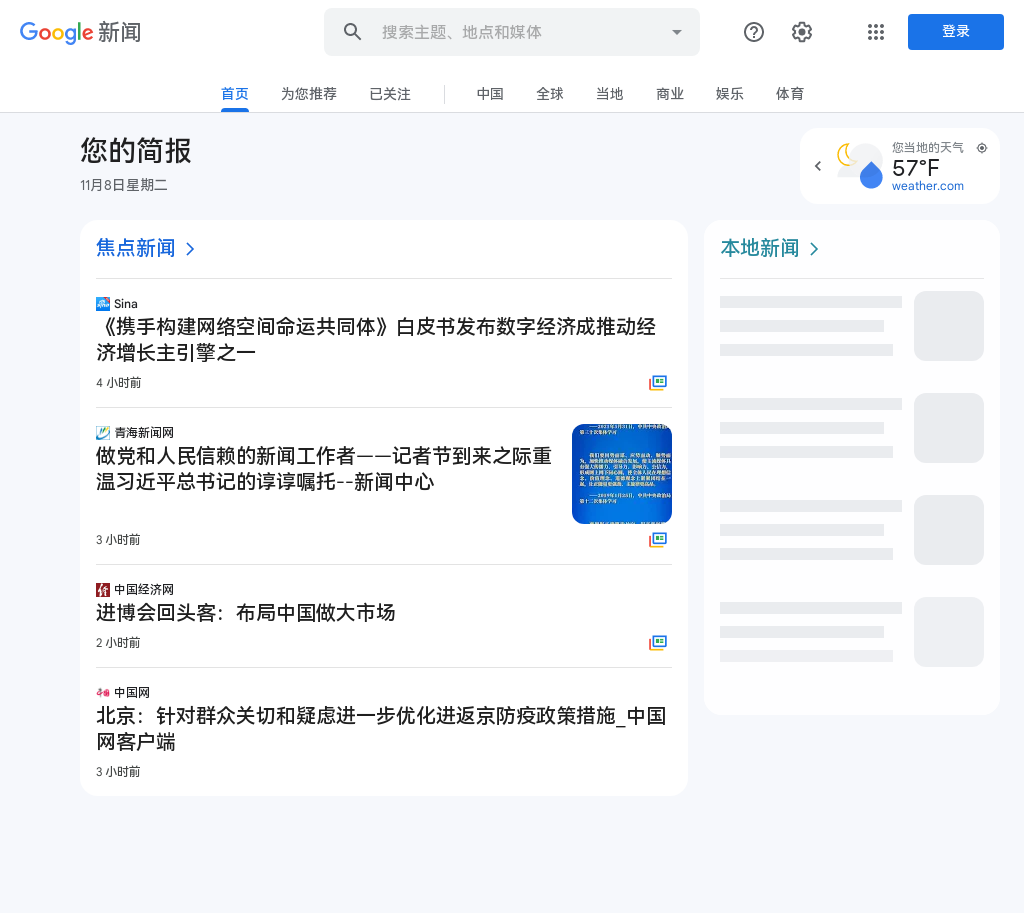 Google 新闻
搜索主题、地点和媒体
登录
首页
为您推荐
已关注
中国
全球
当地
商业
娱乐
体育
您的简报
11月8日星期二
您当地的天气
57°F
weather.com
焦点新闻
Sina
《携手构建网络空间命运共同体》白皮书发布数字经济成推动经
济增长主引擎之一
4 小时前
青海新闻网
做党和人民信赖的新闻工作者——记者节到来之际重
温习近平总书记的谆谆嘱托--新闻中心
3 小时前
中国经济网
进博会回头客：布局中国做大市场
2 小时前
中国网
北京：针对群众关切和疑虑进一步优化进返京防疫政策措施_中国
网客户端
3 小时前
本地新闻